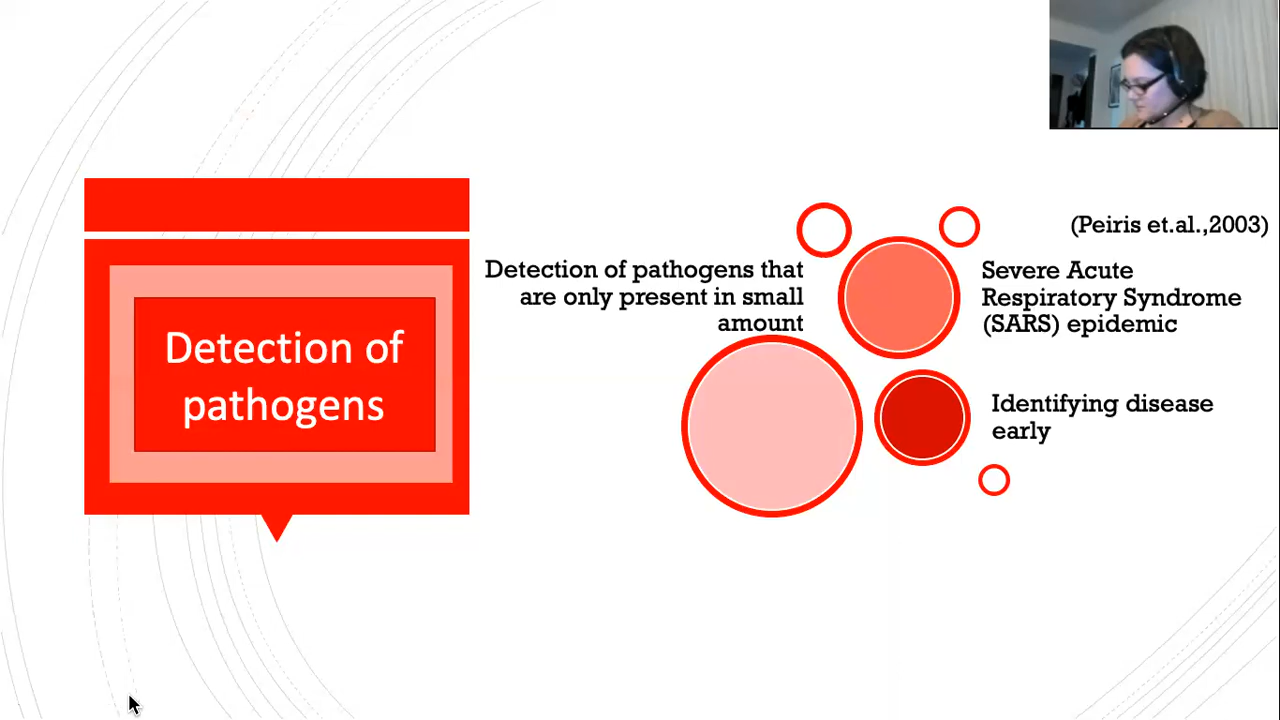 Detection of
pathogens
Detection of pathogens that
are only present in small
amount
(Peiris et.al.,2003)
Severe Acute
Respiratory Syndrome
(SARS) epidemic
Identifying disease
early